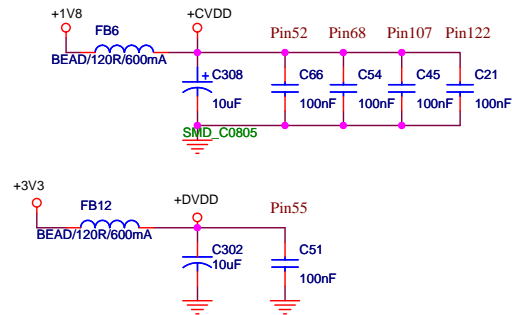 +1V8
FB6
+CVDD
Pin52
Pin68
Pin107
Pin122
BEAD/120R/600mA
+
C308
C66
C54
C45
C21
10uF
100nF
100nF
100nF
100nF
SMD_C0805
+3V3
FB12
+DVDD
Pin55
BEAD/120R/600mA
C302
C51
10uF
100nF